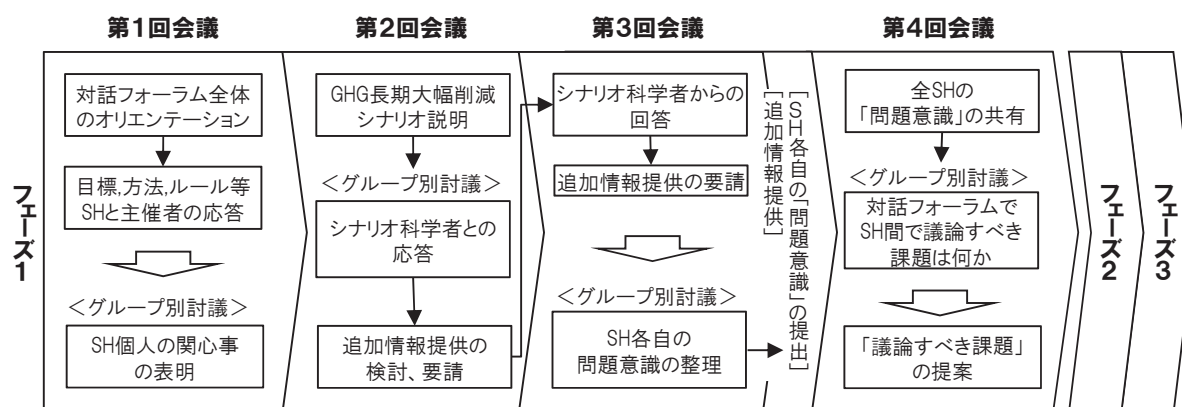 第1回会議
第2回会議
第3回会議
第4回会議
フェーズ1
対話フォーラム全体
のオリエンテーション
目標,方法,ルール等
SHと主催者の応答
<グループ別討議>
SH個人の関心事
の表明
GHG長期大幅削減
シナリオ説明
<グループ別討議>
シナリオ科学者との
応答
追加情報提供の
検討、要請
シナリオ科学者からの
回答
追加情報提供の要請
<グループ別討議>
SH各自の
問題意識の整理
[SH各自の「問題意識」の提出]
[追加情報提供]
全SHの
「問題意識」の共有
<グループ別討議>
対話フォーラムで
SH間で議論すべき
課題は何か
「議論すべき課題」
の提案
フェーズ2
フェーズ3